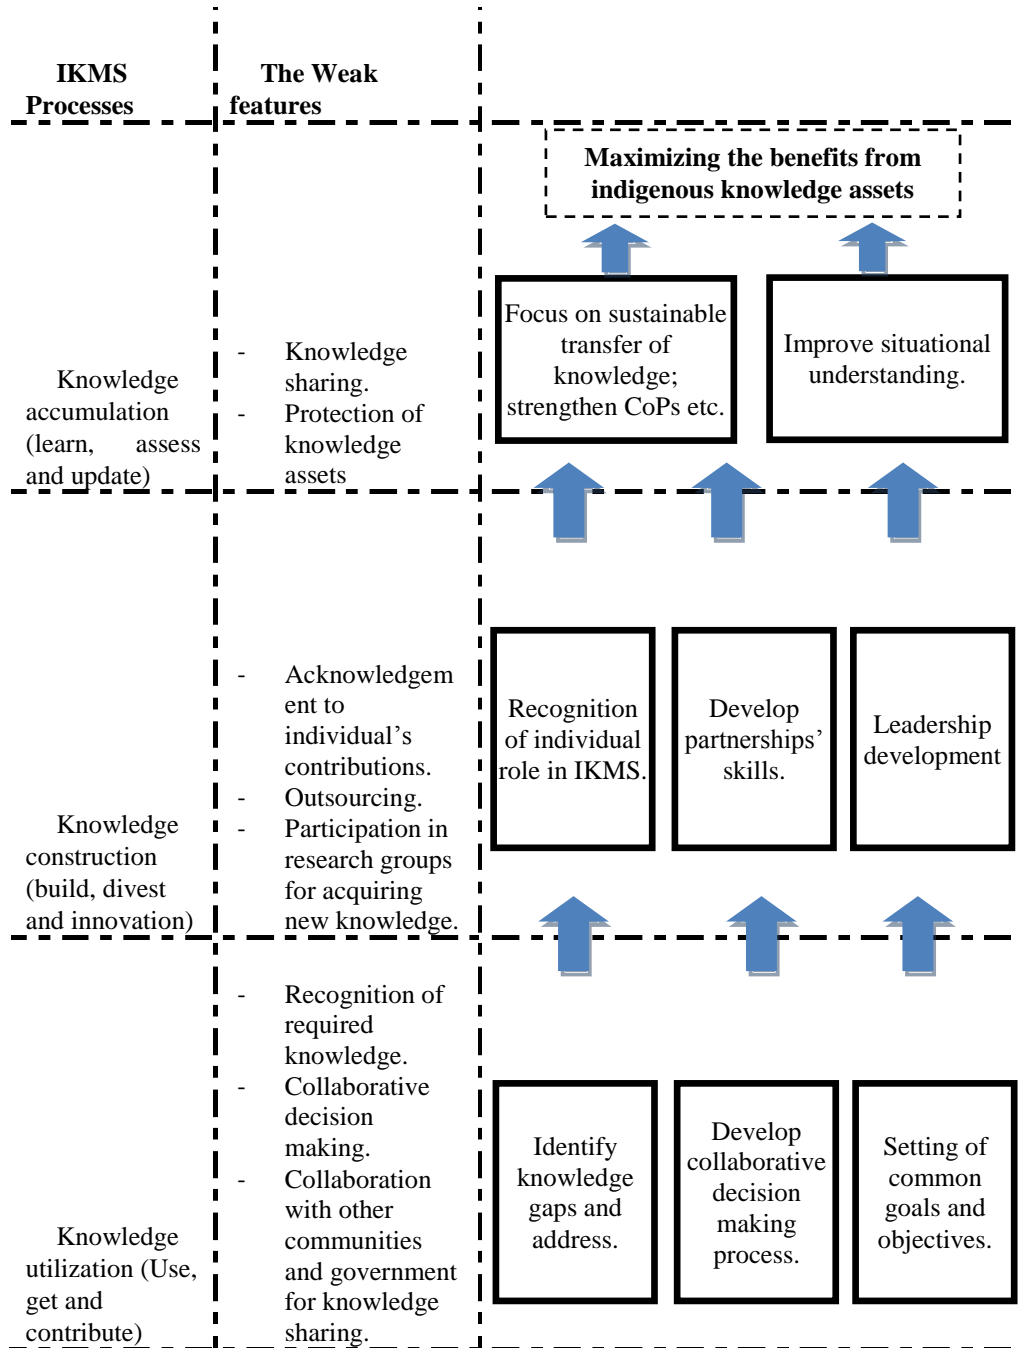 IKMS
Processes
The Weak
features
Maximizing the benefits from
indigenous knowledge assets
Knowledge
accumulation
(learn, assess
and update)
- Knowledge
sharing.
- Protection of
knowledge
assets
Focus on sustainable
transfer of
knowledge;
strengthen CoPs etc.
Improve situational
understanding.
Knowledge
construction
(build, divest
and innovation)
- Acknowledgem
ent to
individual’s
contributions.
- Outsourcing.
- Participation in
research groups
for acquiring
new knowledge.
Recognition
of individual
role in IKMS.
Develop
partnerships’
skills.
Leadership
development
Knowledge
utilization (Use,
get and
contribute)
- Recognition of
required
knowledge.
- Collaborative
decision
making.
- Collaboration
with other
communities
and government
for knowledge
sharing.
Identify
knowledge
gaps and
address.
Develop
collaborative
decision
making
process.
Setting of
common
goals and
objectives.